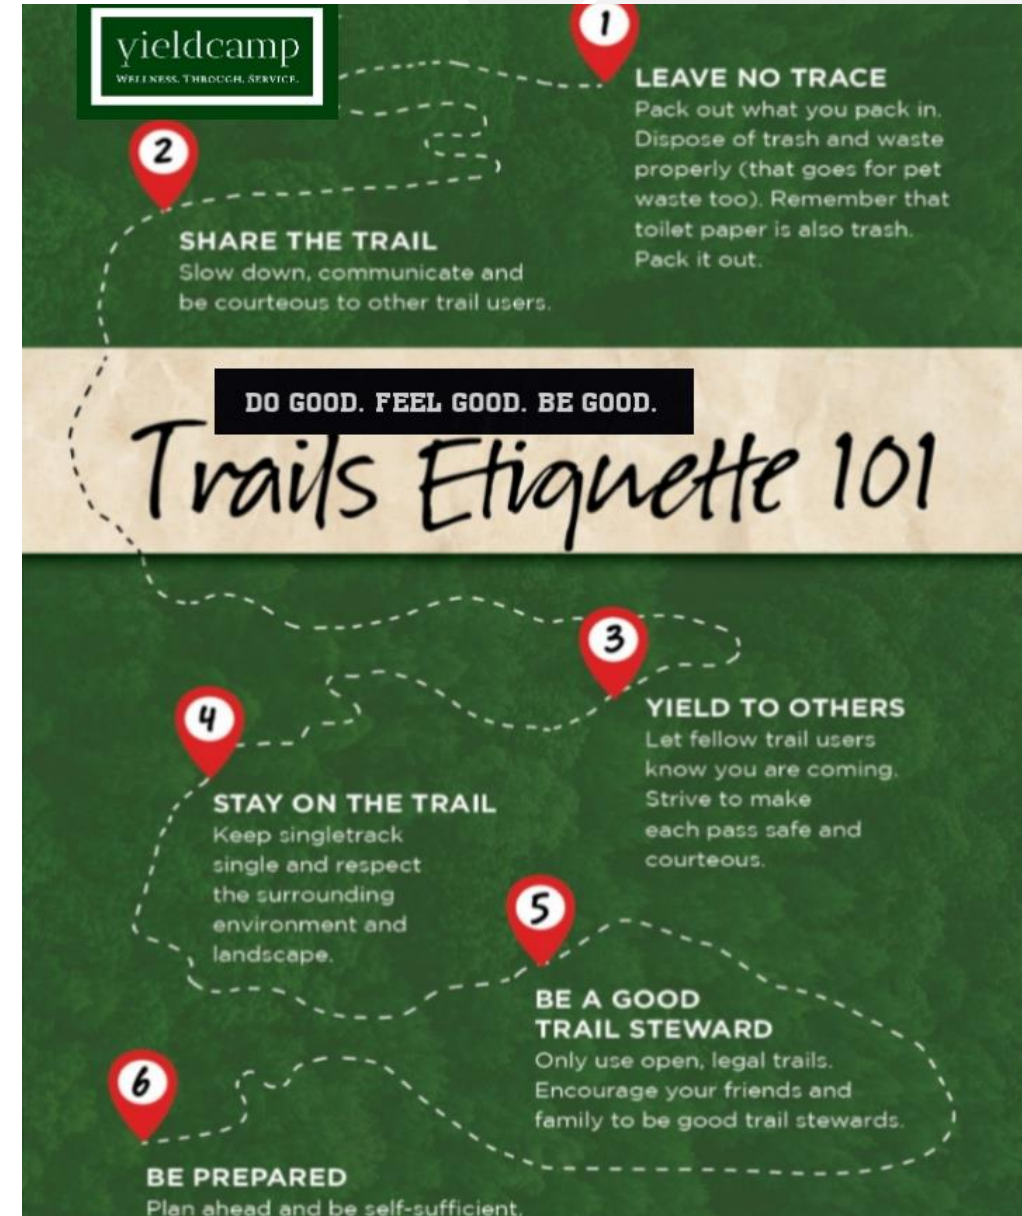 yieldcamp
WELLNESS. THROUGH. SERVICE.
1
LEAVE NO TRACE
Pack out what you pack in.
Dispose of trash and waste
properly (that goes for pet
waste too). Remember that
toilet paper is also trash.
Pack it out.
2
SHARE THE TRAIL
Slow down, communicate and
be courteous to other trail users.
DO GOOD. FEEL GOOD. BE GOOD.
Trails Etiquette 101
3
YIELD TO OTHERS
Let fellow trail users
know you are coming.
Strive to make
each pass safe and
courteous.
4
STAY ON THE TRAIL
Keep singletrack
single and respect
the surrounding
environment and
landscape.
5
BE A GOOD
TRAIL STEWARD
Only use open, legal trails.
Encourage your friends and
family to be good trail stewards.
6
BE PREPARED
Plan ahead and be self-sufficient.